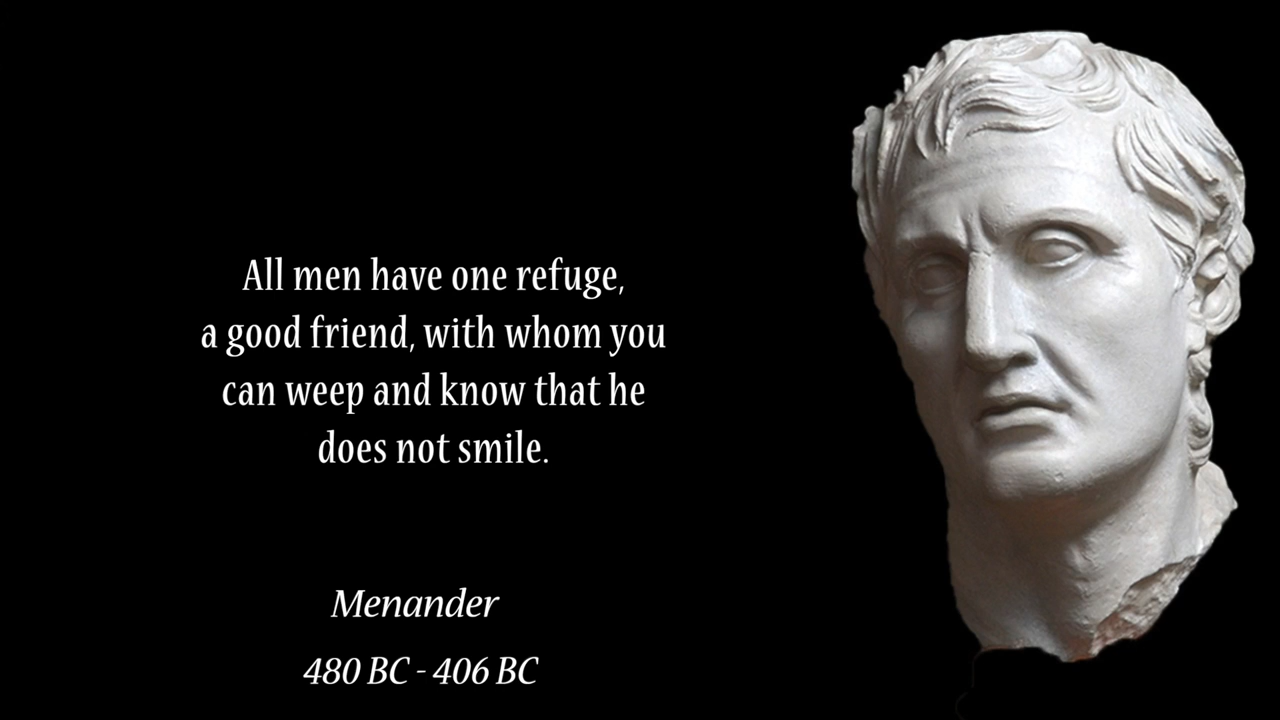 All men have one refuge,
a good friend, with whom you
can weep and know that he
does not smile.
Menander
480 BC - 406 BC